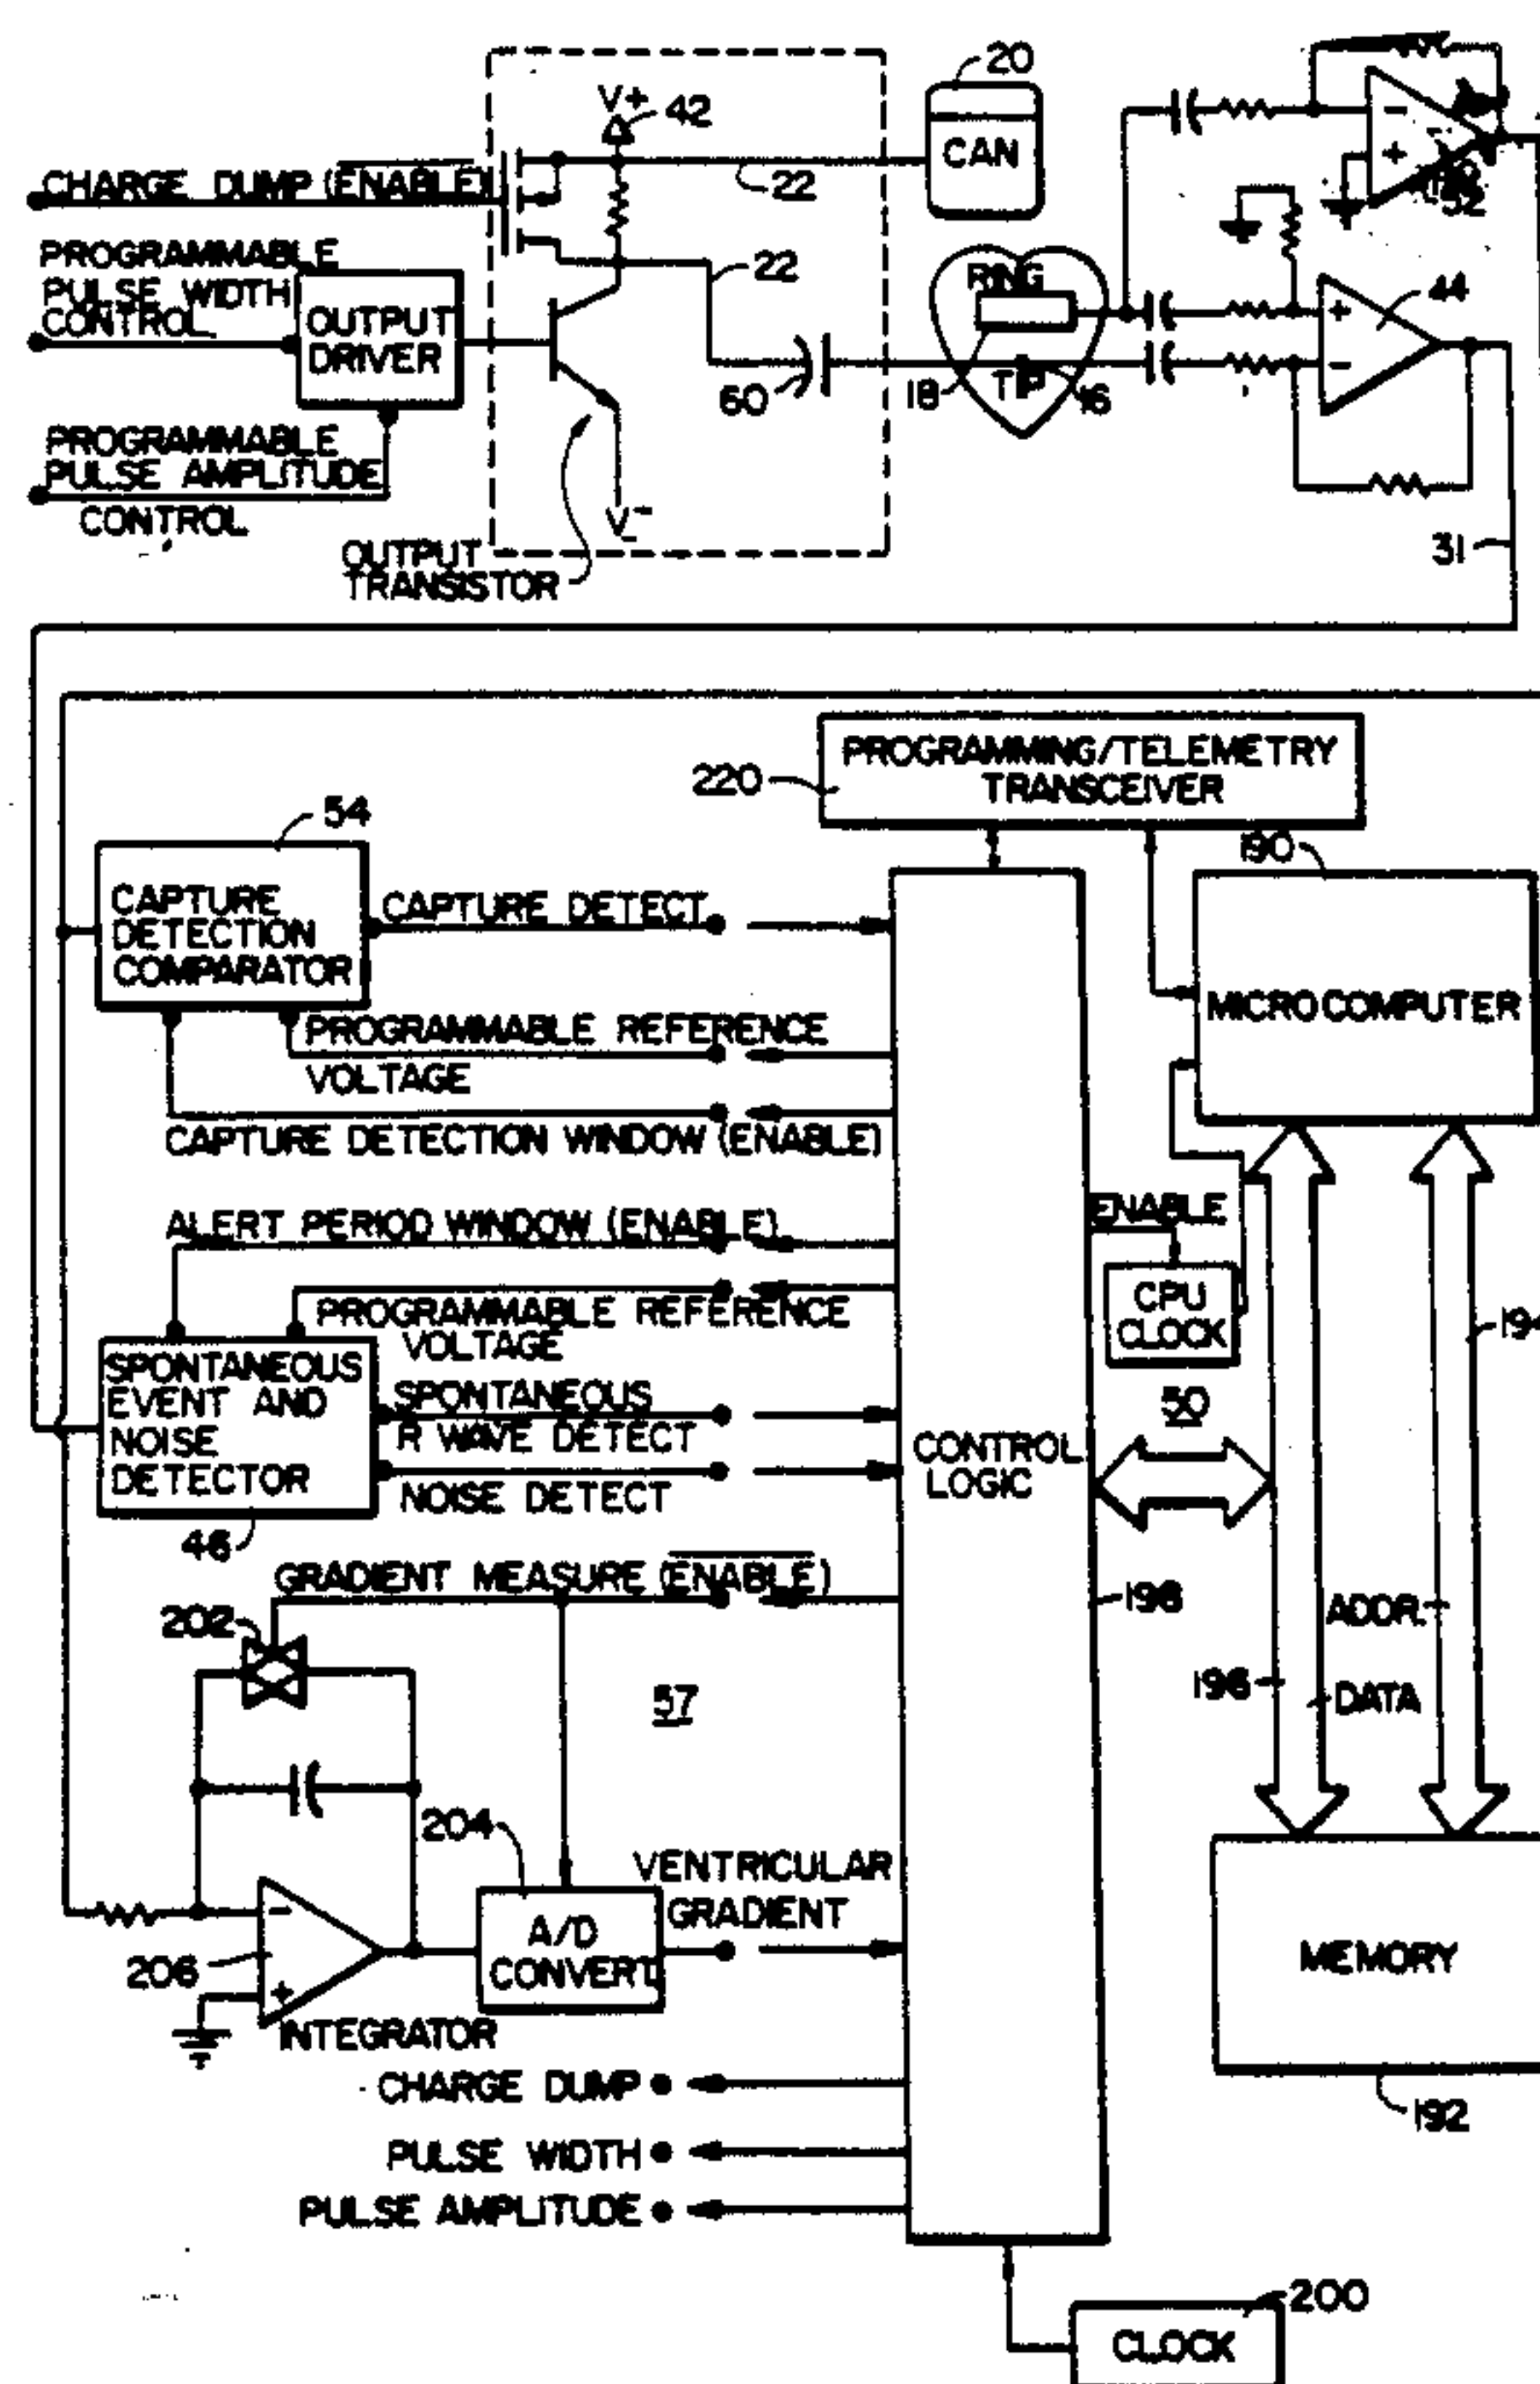 20
V+
42
CAN
CHARGE DUMP (ENABLE)
22
52
PROGRAMMABLE
PULSE WIDTH
CONTROL
22
RING
44
OUTPUT
DRIVER
60
18
TIP
16
PROGRAMMABLE
PULSE AMPLITUDE
CONTROL
V-
OUTPUT
TRANSISTOR
31
PROGRAMMING/TELEMETRY
TRANSCEIVER
220
54
190
CAPTURE
DETECTION
COMPARATOR
CAPTURE DETECT
MICROCOMPUTER
PROGRAMMABLE REFERENCE
VOLTAGE
CAPTURE DETECTION WINDOW (ENABLE)
ALERT PERIOD WINDOW (ENABLE)
ENABLE
CPU
CLOCK
PROGRAMMABLE REFERENCE
VOLTAGE
SPONTANEOUS
EVENT AND
NOISE
DETECTOR
SPONTANEOUS
R WAVE DETECT
50
CONTROL
LOGIC
NOISE DETECT
46
GRADIENT MEASURE (ENABLE)
198
ADDR.
202
196
DATA
57
204
VENTRICULAR
GRADIENT
A/D
CONVERT
MEMORY
206
INTEGRATOR
CHARGE DUMP
192
PULSE WIDTH
PULSE AMPLITUDE
200
CLOCK